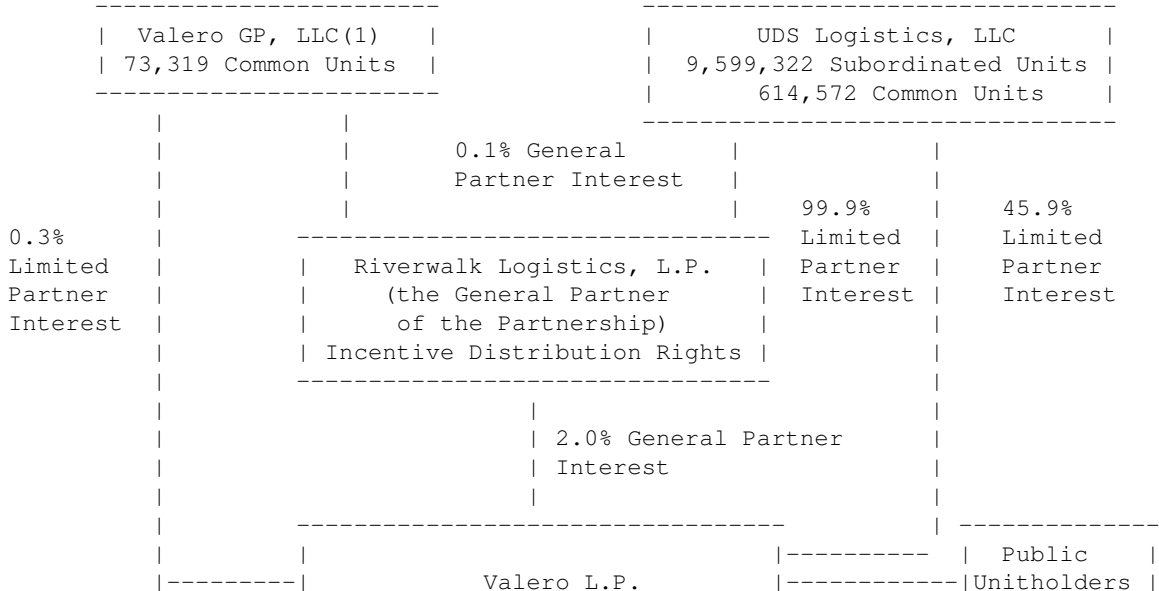 Valero GP, LLC(1) UDS Logistics, LLC
73,319 Common Units 9,599,322 Subordinated Units
614,572 Common Units
0.1% General
Partner Interest
99.9% 45.9%
0.3% Limited Limited
Limited Riverwalk Logistics, L.P. Partner Partner
Partner (the General Partner Interest Interest
Interest of the Partnership)
Incentive Distribution Rights
2.0% General Partner
Interest
Public
Valero L.P. Unitholders